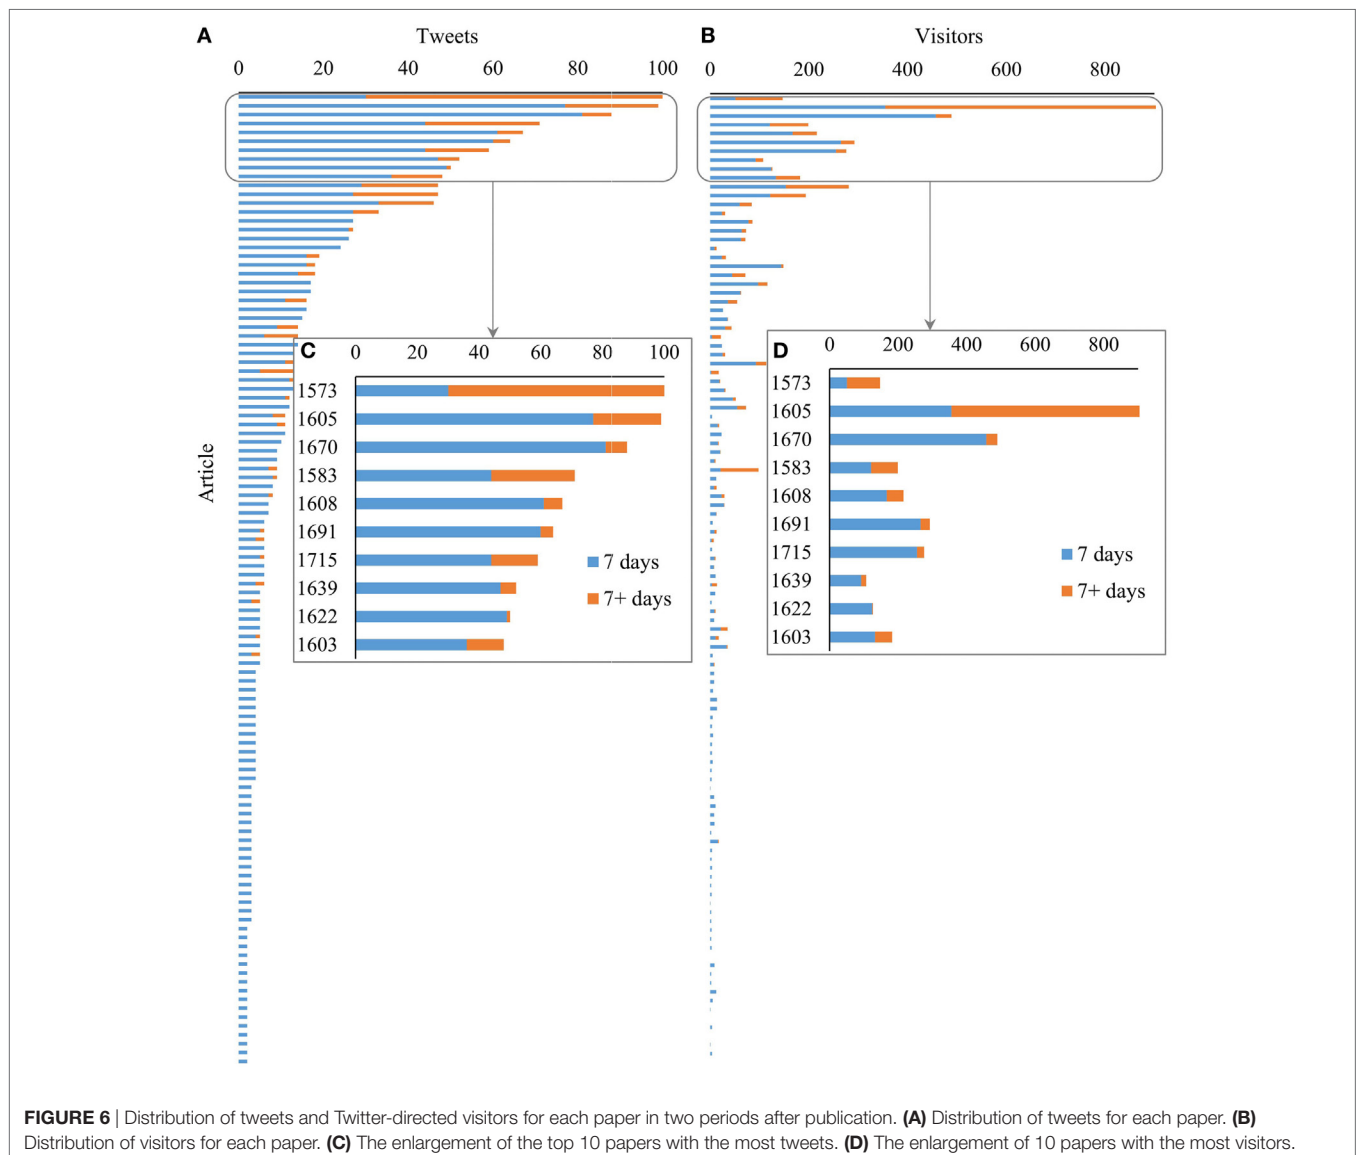 A Tweets
0 20 40 60 80 100
B Visitors
0 200 400 600 800
Article
C 0 20 40 60 80 100
1573
1605
1670
1583
1608
1691
1715
1639
1622
1603
7 days
7+ days
D 0 200 400 600 800
1573
1605
1670
1583
1608
1691
1715
1639
1622
1603
7 days
7+ days
FIGURE 6 | Distribution of tweets and Twitter-directed visitors for each paper in two periods after publication. (A) Distribution of tweets for each paper. (B)
Distribution of visitors for each paper. (C) The enlargement of the top 10 papers with the most tweets. (D) The enlargement of 10 papers with the most visitors.